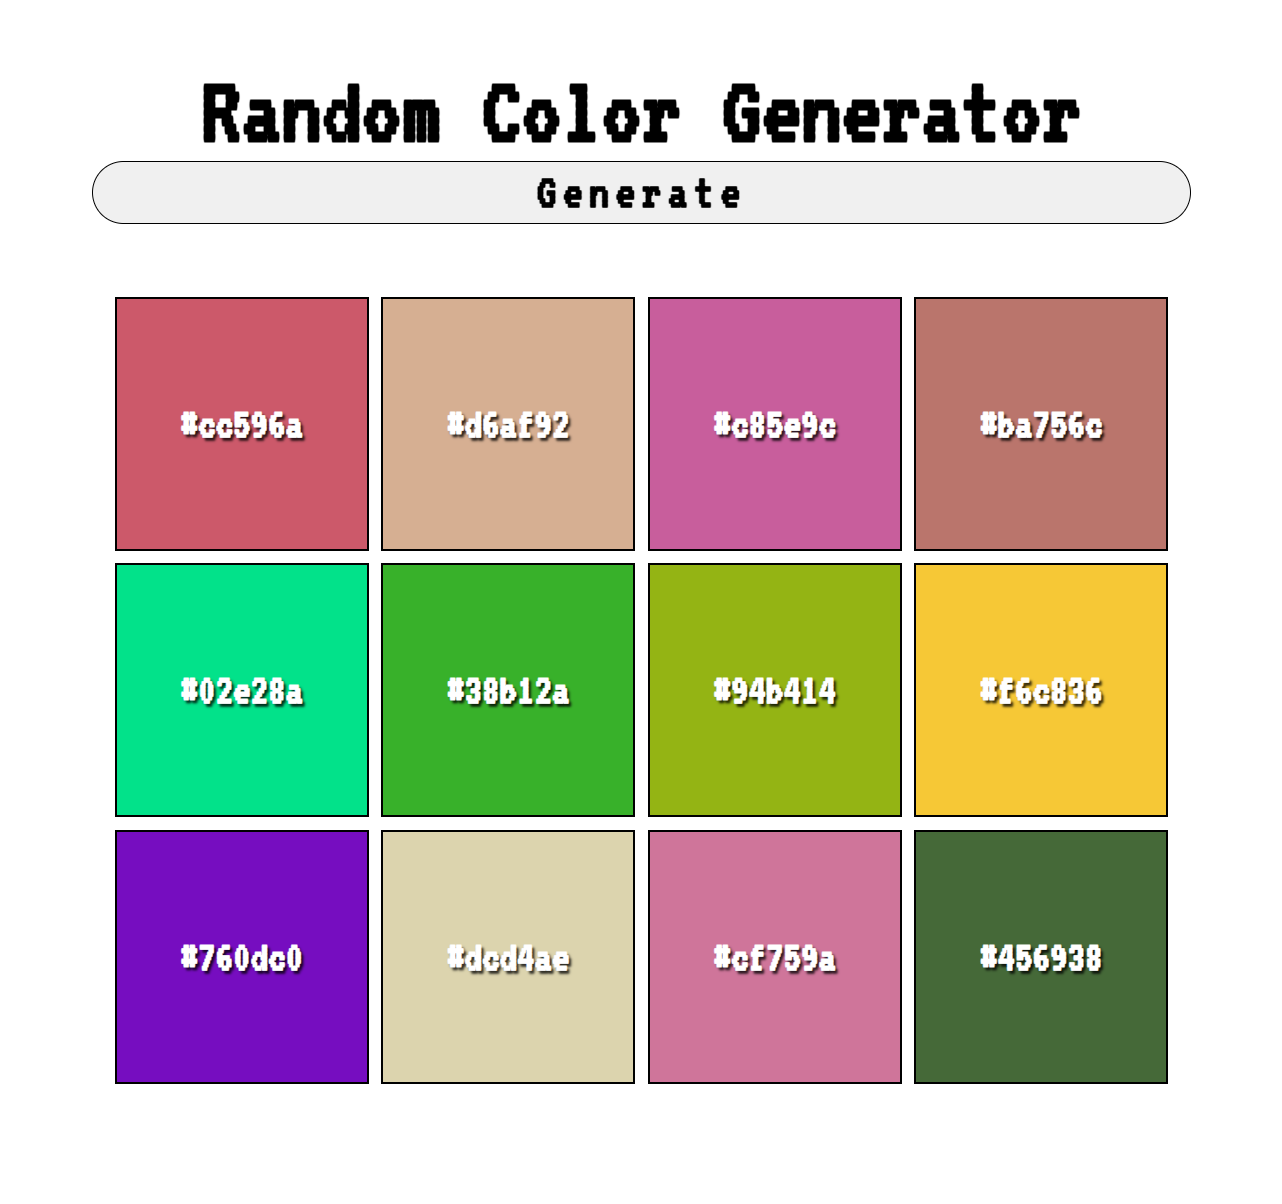 Random Color Generator
Generate
#cc596a #d6af92 #c85e9c #ba756c
#02e28a #38b12a #94b414 #f6c836
#760dc0 #dcd4ae #cf759a #456938